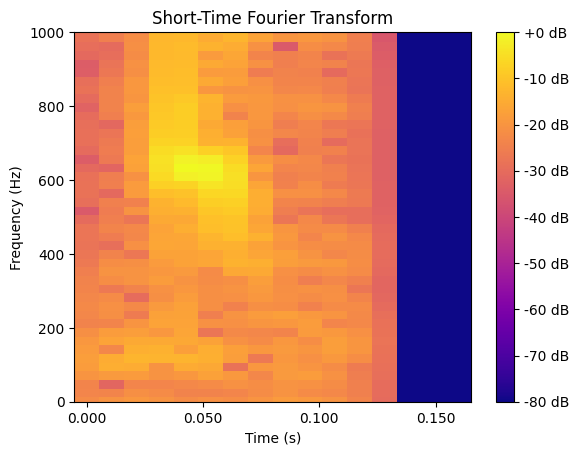 Short-Time Fourier Transform
Frequency (Hz)
1000
800
600
400
200
0
0.000
0.050
0.100
0.150
Time (s)
+0 dB
-10 dB
-20 dB
-30 dB
-40 dB
-50 dB
-60 dB
-70 dB
-80 dB